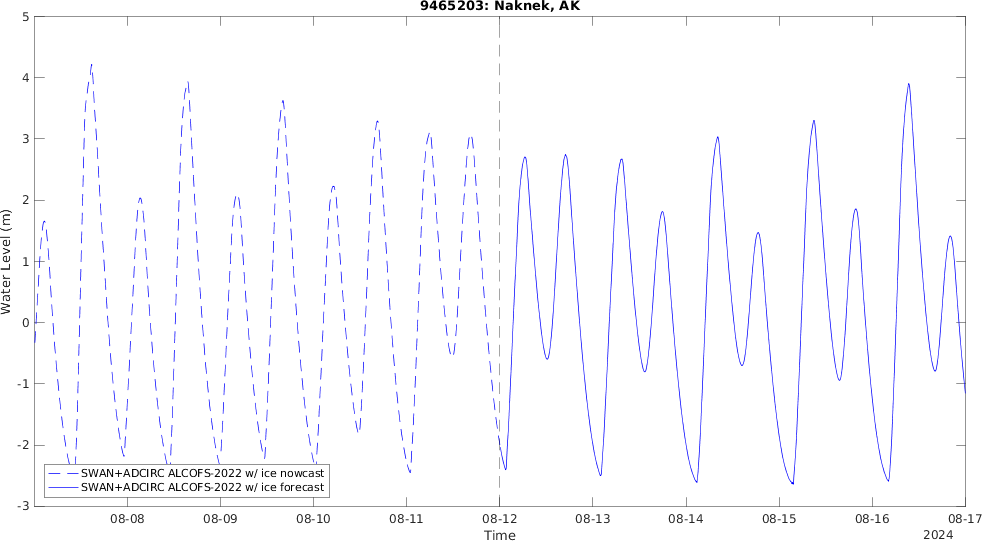 9465203: Naknek, AK
5
4
3
2
1
0
-1
-2
-3
Water Level (m)
SWAN+ADCIRC ALCOFS-2022 w/ ice nowcast
SWAN+ADCIRC ALCOFS-2022 w/ ice forecast
08-08 08-09 08-10 08-11 08-12 08-13 08-14 08-15 08-16 08-17
Time
2024